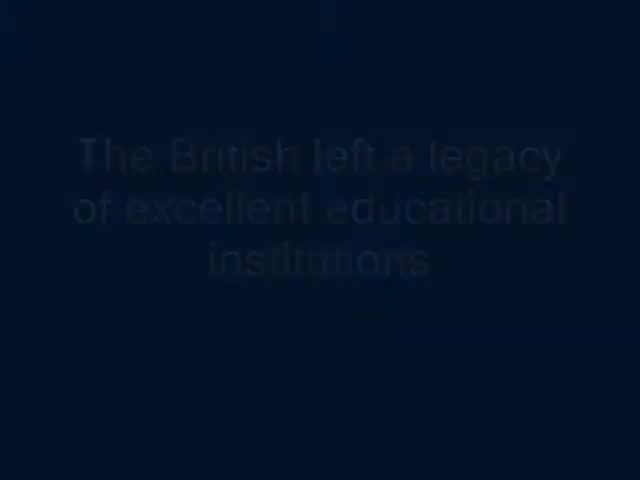 The British left a legacy
of excellent educational
institutions